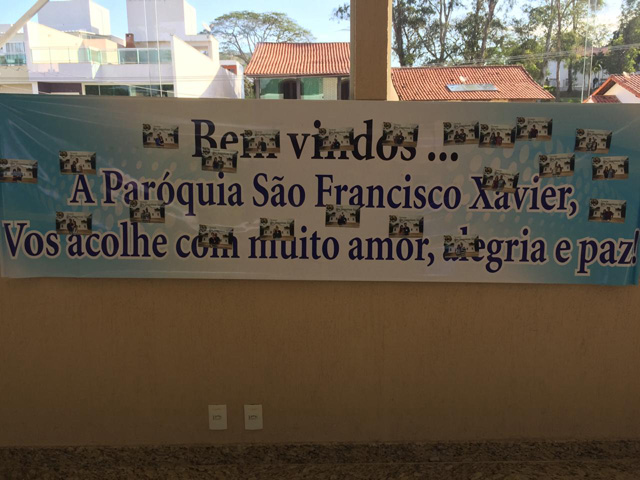 Bem vindos ...
A Paróquia São Francisco Xavier,
Vos acolhe com muito amor, alegria e paz!